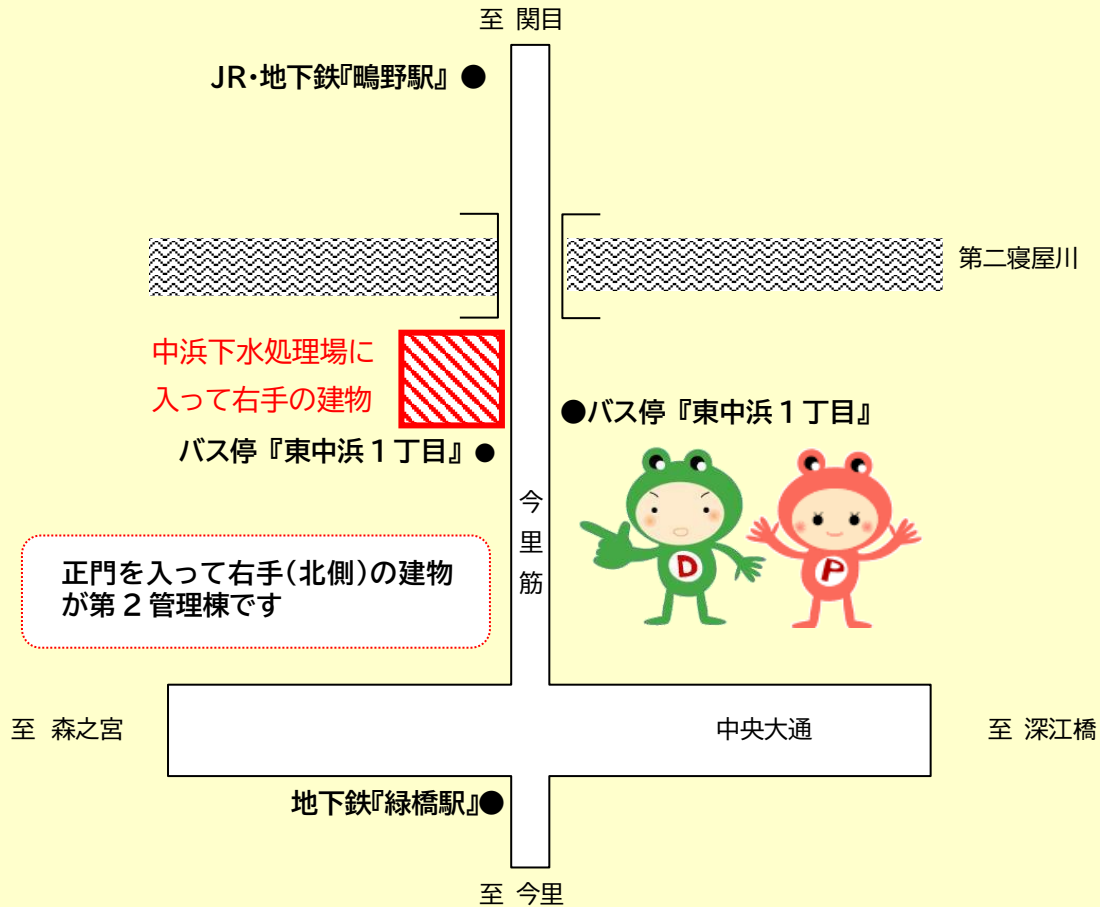 至 関目
JR・地下鉄『鴫野駅』●
第二寝屋川
中浜下水処理場に
入って右手の建物
●バス停『東中浜1丁目』
バス停『東中浜1丁目』●
今里筋
D
P
正門を入って右手(北側)の建物
が第2管理棟です
至 森之宮
中央大通
至 深江橋
地下鉄『緑橋駅』●
至 今里